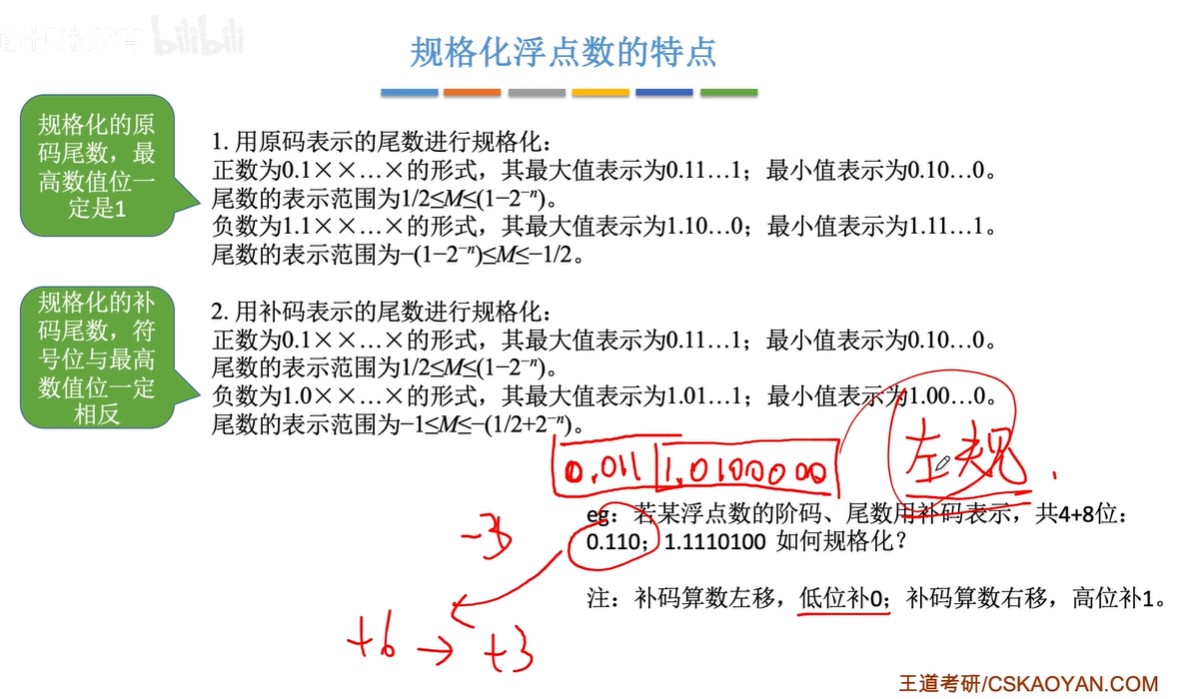 bilibili
规格化浮点数的特点
规格化的原
码尾数，最
高数值位一
定是1
1. 用原码表示的尾数进行规格化：
正数为0.1××…×的形式，其最大值表示为0.11…1；最小值表示为0.10…0。
尾数的表示范围为1/2≤M≤(1−2⁻ⁿ)。
负数为1.1××…×的形式，其最大值表示为1.10…0；最小值表示为1.11…1。
尾数的表示范围为−(1−2⁻ⁿ)≤M≤−1/2。
规格化的补
码尾数，符
号位与最高
数值位一定
相反
2. 用补码表示的尾数进行规格化：
正数为0.1××…×的形式，其最大值表示为0.11…1；最小值表示为0.10…0。
尾数的表示范围为1/2≤M≤(1−2⁻ⁿ)。
负数为1.0××…×的形式，其最大值表示为1.01…1；最小值表示为1.00…0。
尾数的表示范围为−1≤M≤−(1/2+2⁻ⁿ)。
0.011 1.0100000
左规
eg：若某浮点数的阶码、尾数用补码表示，共4+8位：
0.110；1.1110100 如何规格化？
-3
注：补码算数左移，低位补0；补码算数右移，高位补1。
+6 → +3
王道考研/CSKAOYAN.COM